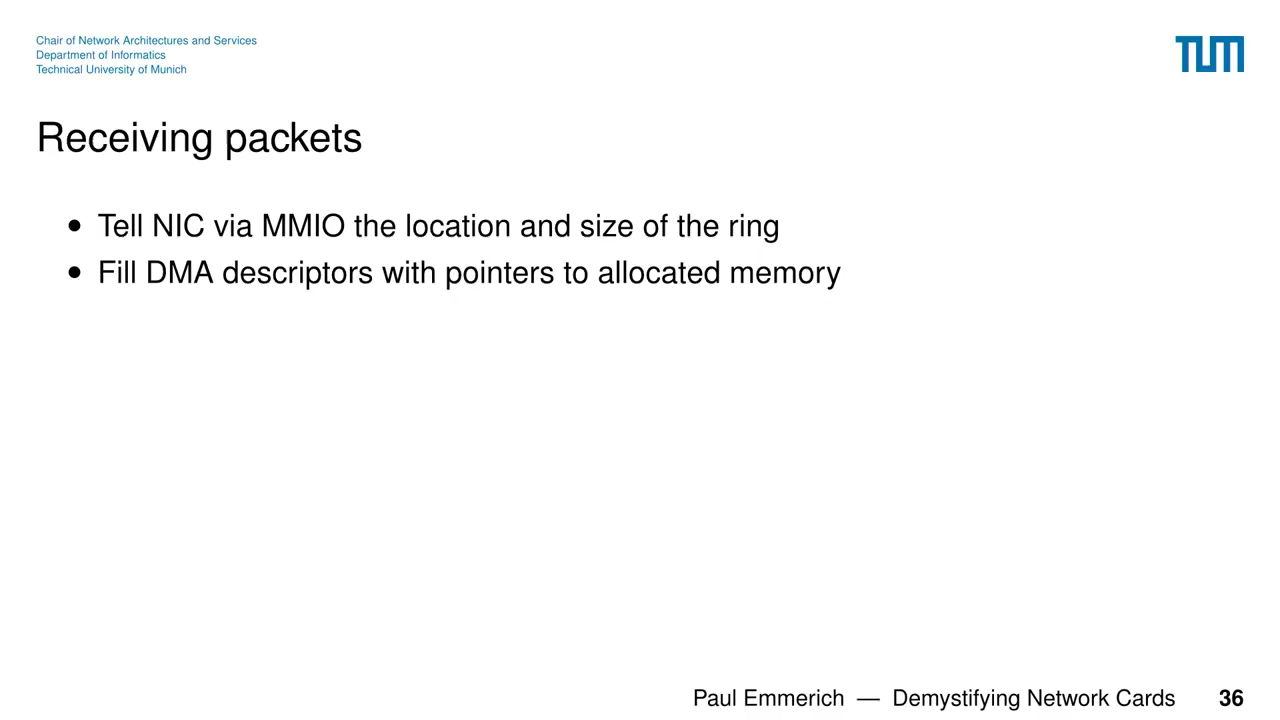 Chair of Network Architectures and Services
Department of Informatics
Technical University of Munich
TUM
Receiving packets
• Tell NIC via MMIO the location and size of the ring
• Fill DMA descriptors with pointers to allocated memory
Paul Emmerich — Demystifying Network Cards 36